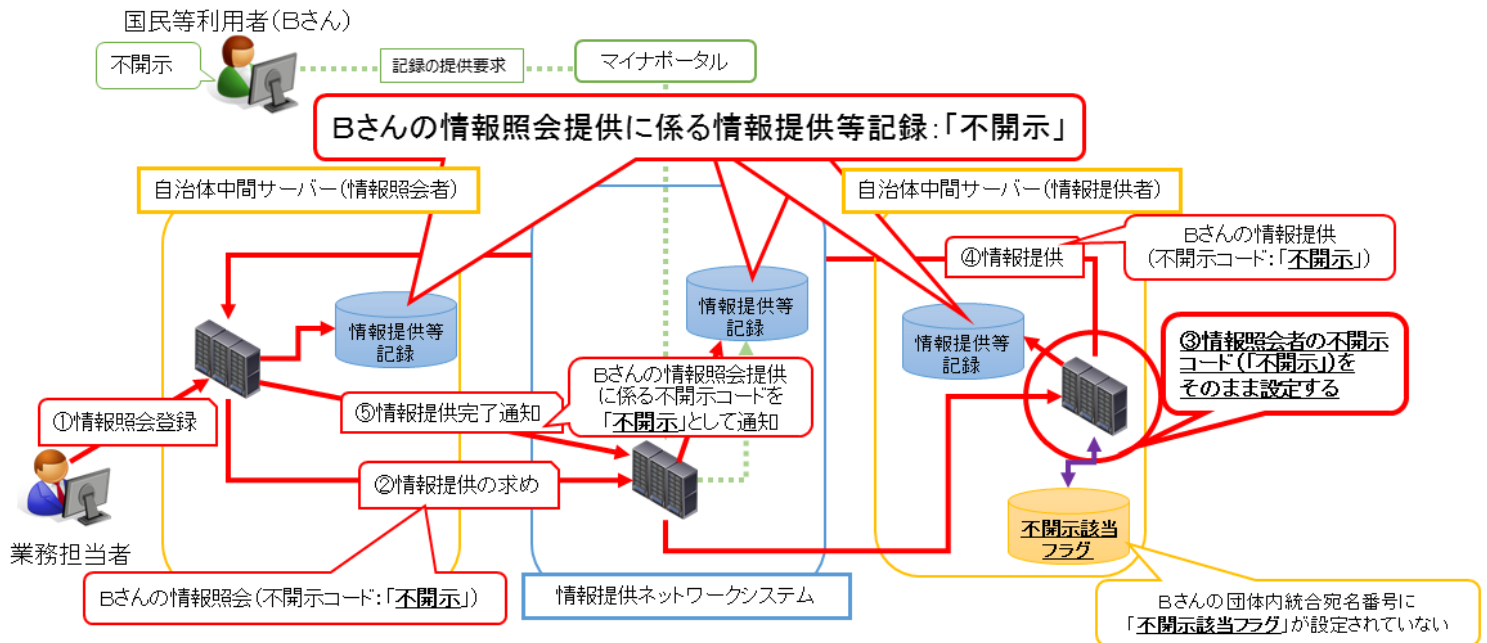 国民等利用者(Bさん)
不開示
記録の提供要求
マイナポータル
Bさんの情報照会提供に係る情報提供等記録:「不開示」
自治体中間サーバー(情報照会者)
自治体中間サーバー(情報提供者)
④情報提供
Bさんの情報提供
(不開示コード:「不開示」)
情報提供等
記録
情報提供等
記録
情報提供等
記録
③情報照会者の不開示
コード(「不開示」)を
そのまま設定する
①情報照会登録
⑤情報提供完了通知
Bさんの情報照会提供
に係る不開示コードを
「不開示」として通知
②情報提供の求め
業務担当者
不開示該当
フラグ
Bさんの情報照会(不開示コード:「不開示」)
情報提供ネットワークシステム
Bさんの団体内統合宛名番号に
「不開示該当フラグ」が設定されていない